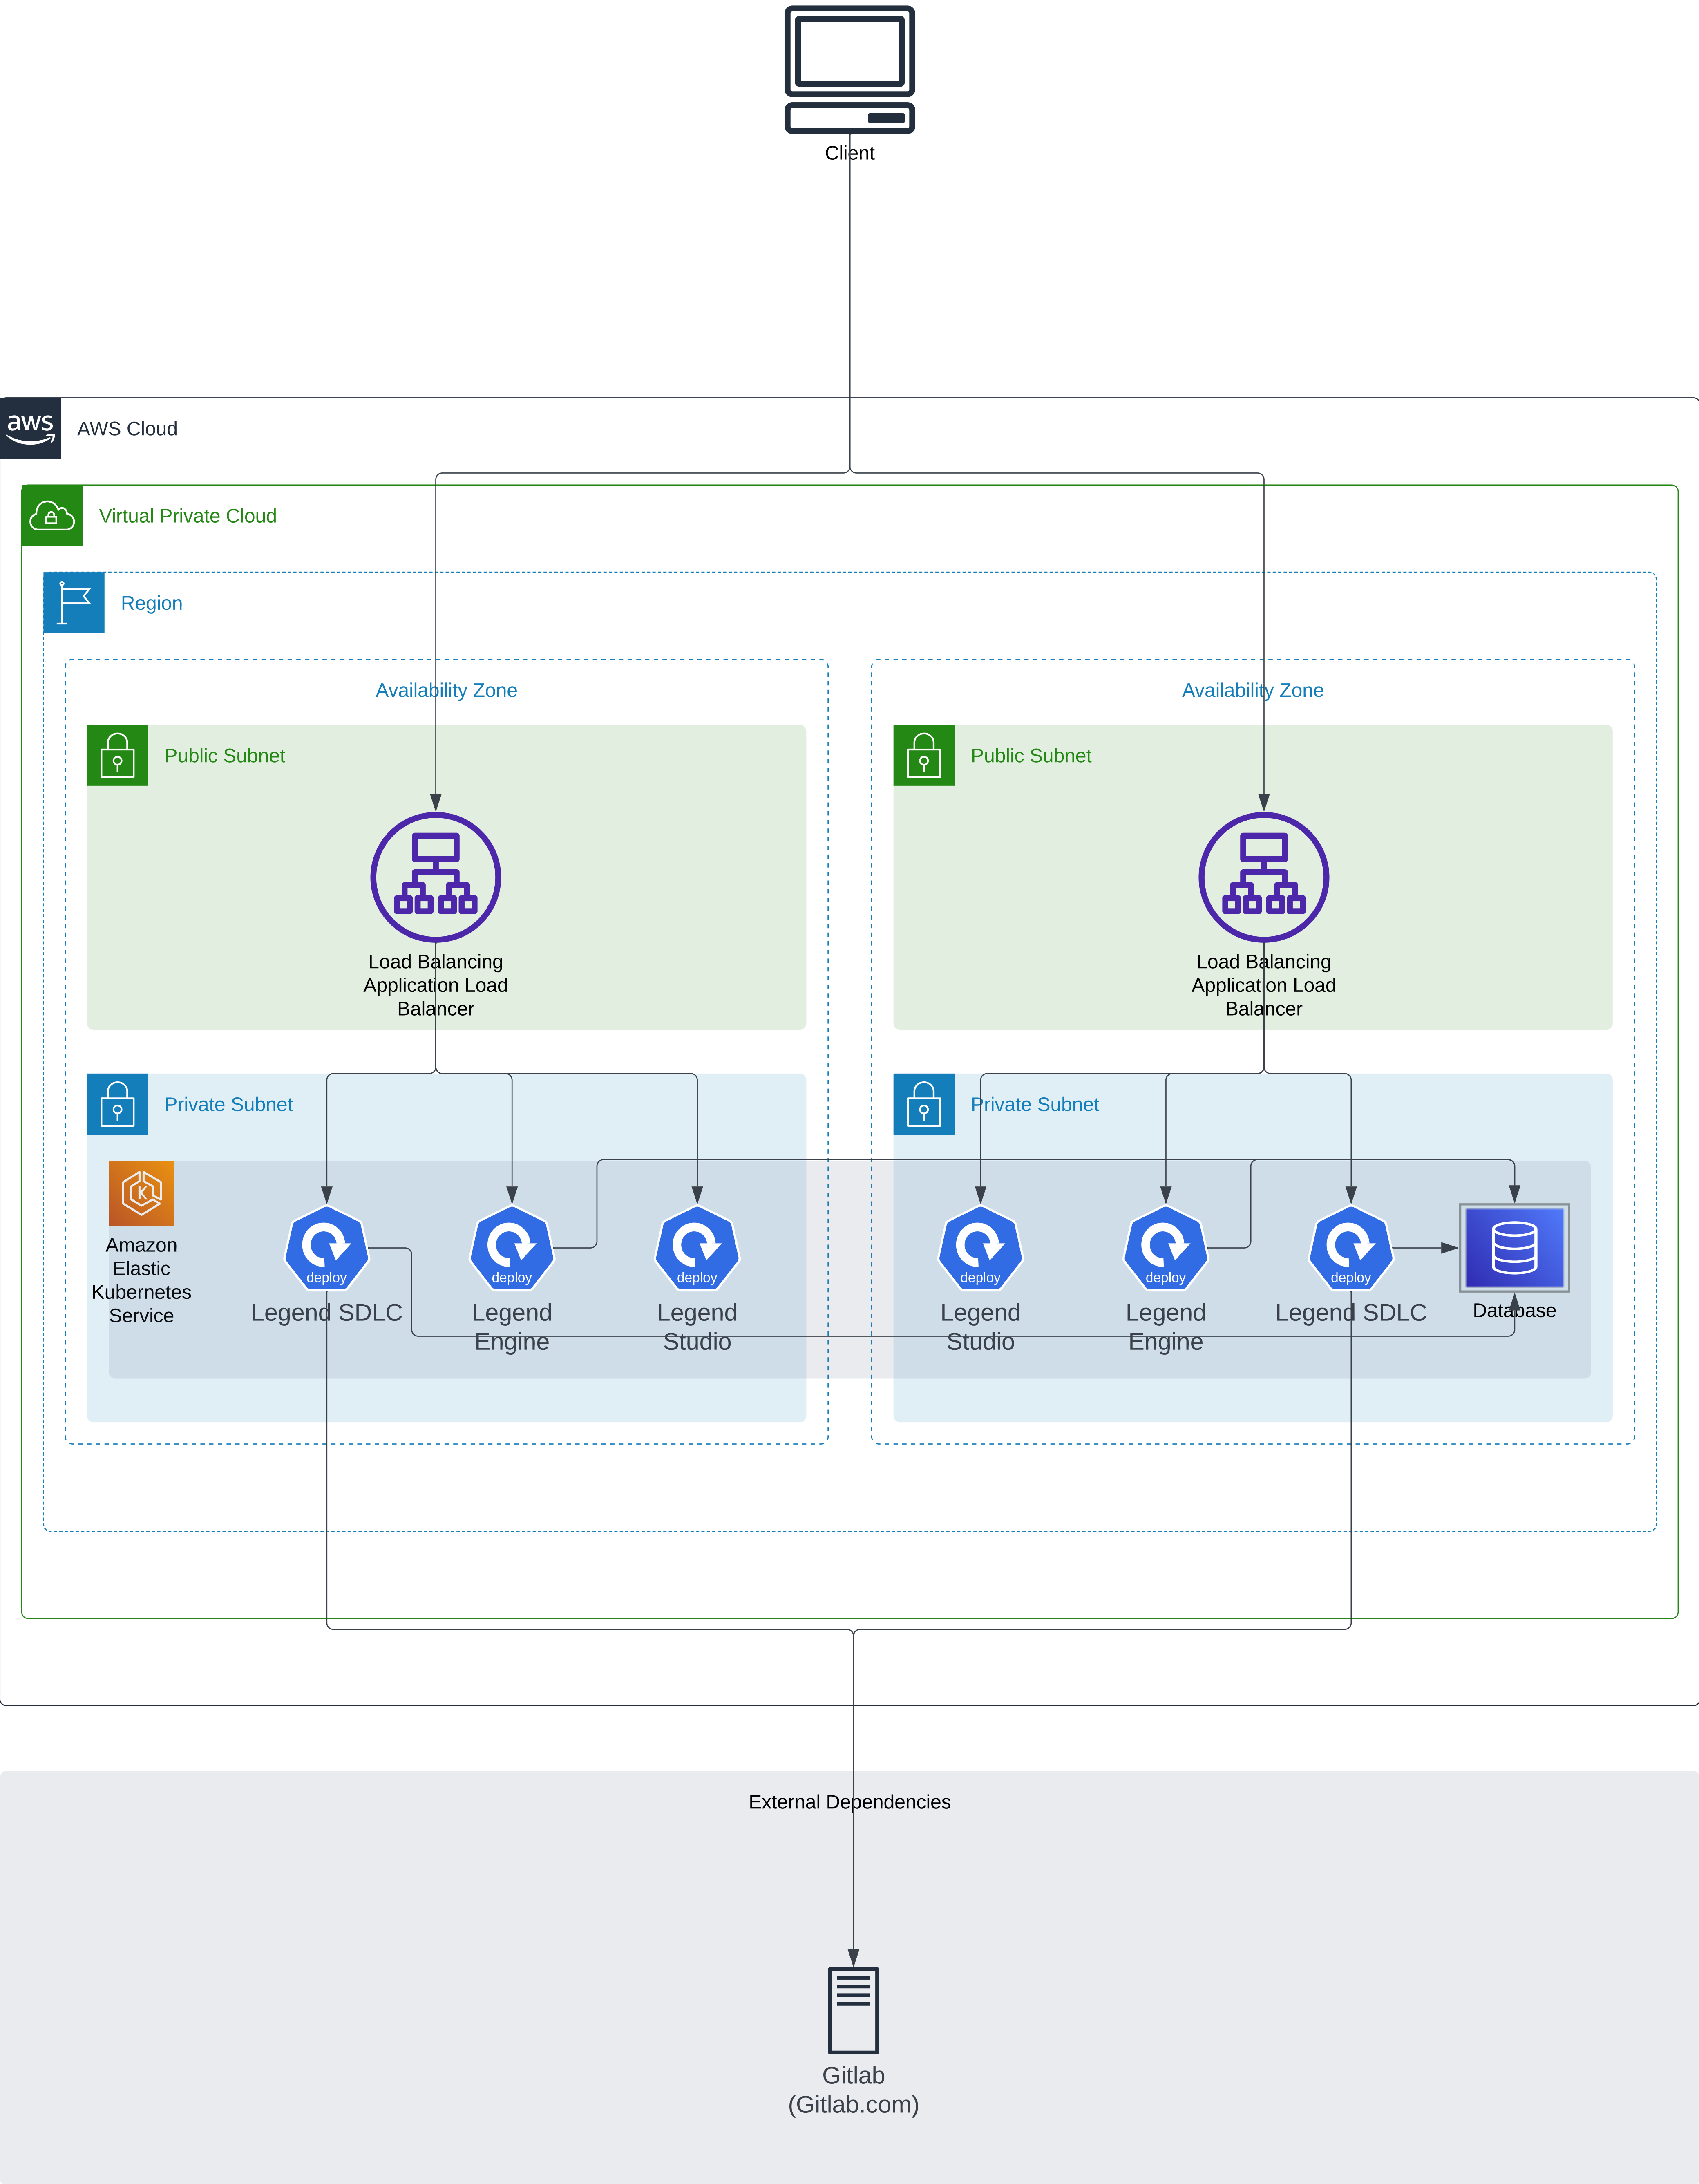 Client
aws
AWS Cloud
Virtual Private Cloud
Region
Availability Zone
Availability Zone
Public Subnet
Public Subnet
Load Balancing
Application Load
Balancer
Load Balancing
Application Load
Balancer
Private Subnet
Private Subnet
K
Amazon
Elastic
Kubernetes
Service
deploy
Legend SDLC
deploy
Legend
Engine
deploy
Legend
Studio
deploy
Legend
Studio
deploy
Legend
Engine
deploy
Legend SDLC
Database
External Dependencies
Gitlab
(Gitlab.com)